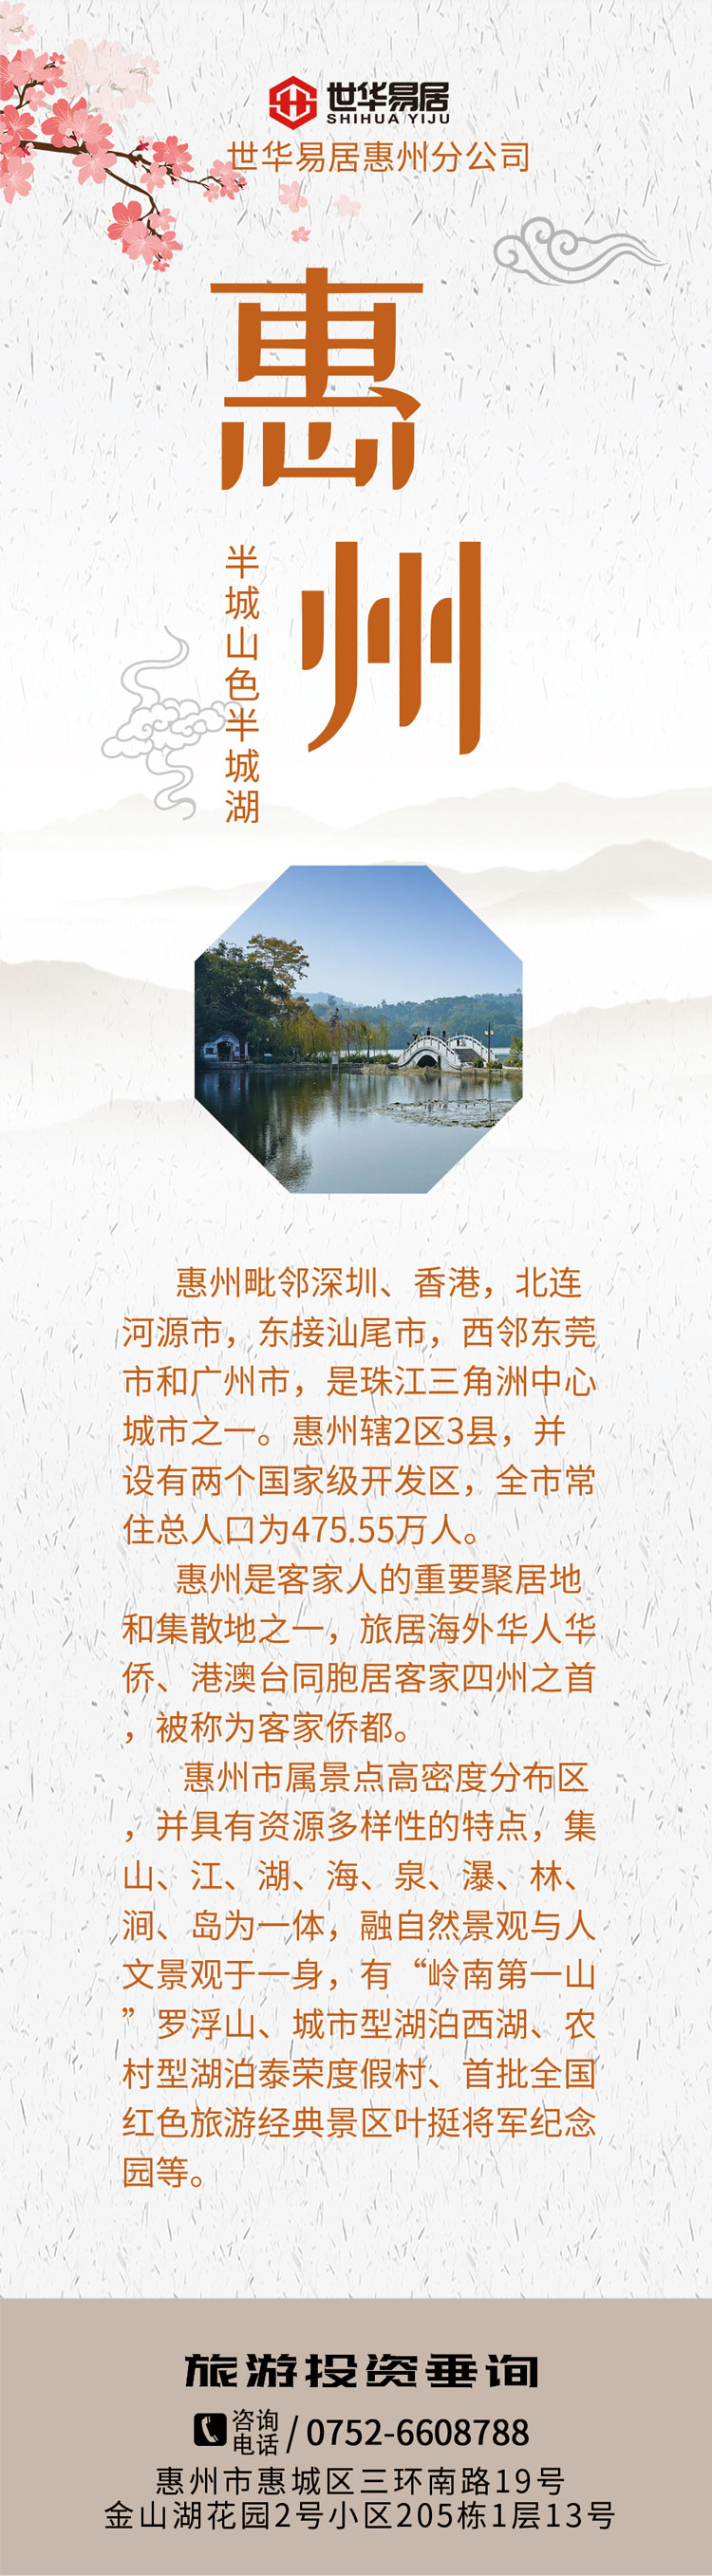 世华易居
SHIHUA YIJU
世华易居惠州分公司
惠州
半城山色半城湖
惠州毗邻深圳、香港，北连
河源市，东接汕尾市，西邻东莞
市和广州市，是珠江三角洲中心
城市之一。惠州辖2区3县，并
设有两个国家级开发区，全市常
住总人口为475.55万人。
惠州是客家人的重要聚居地
和集散地之一，旅居海外华人华
侨、港澳台同胞居客家四州之首
，被称为客家侨都。
惠州市属景点高密度分布区
，并具有资源多样性的特点，集
山、江、湖、海、泉、瀑、林、
涧、岛为一体，融自然景观与人
文景观于一身，有“岭南第一山
”罗浮山、城市型湖泊西湖、农
村型湖泊泰荣度假村、首批全国
红色旅游经典景区叶挺将军纪念
园等。
旅游投资垂询
咨询电话/0752-6608788
惠州市惠城区三环南路19号
金山湖花园2号小区205栋1层13号